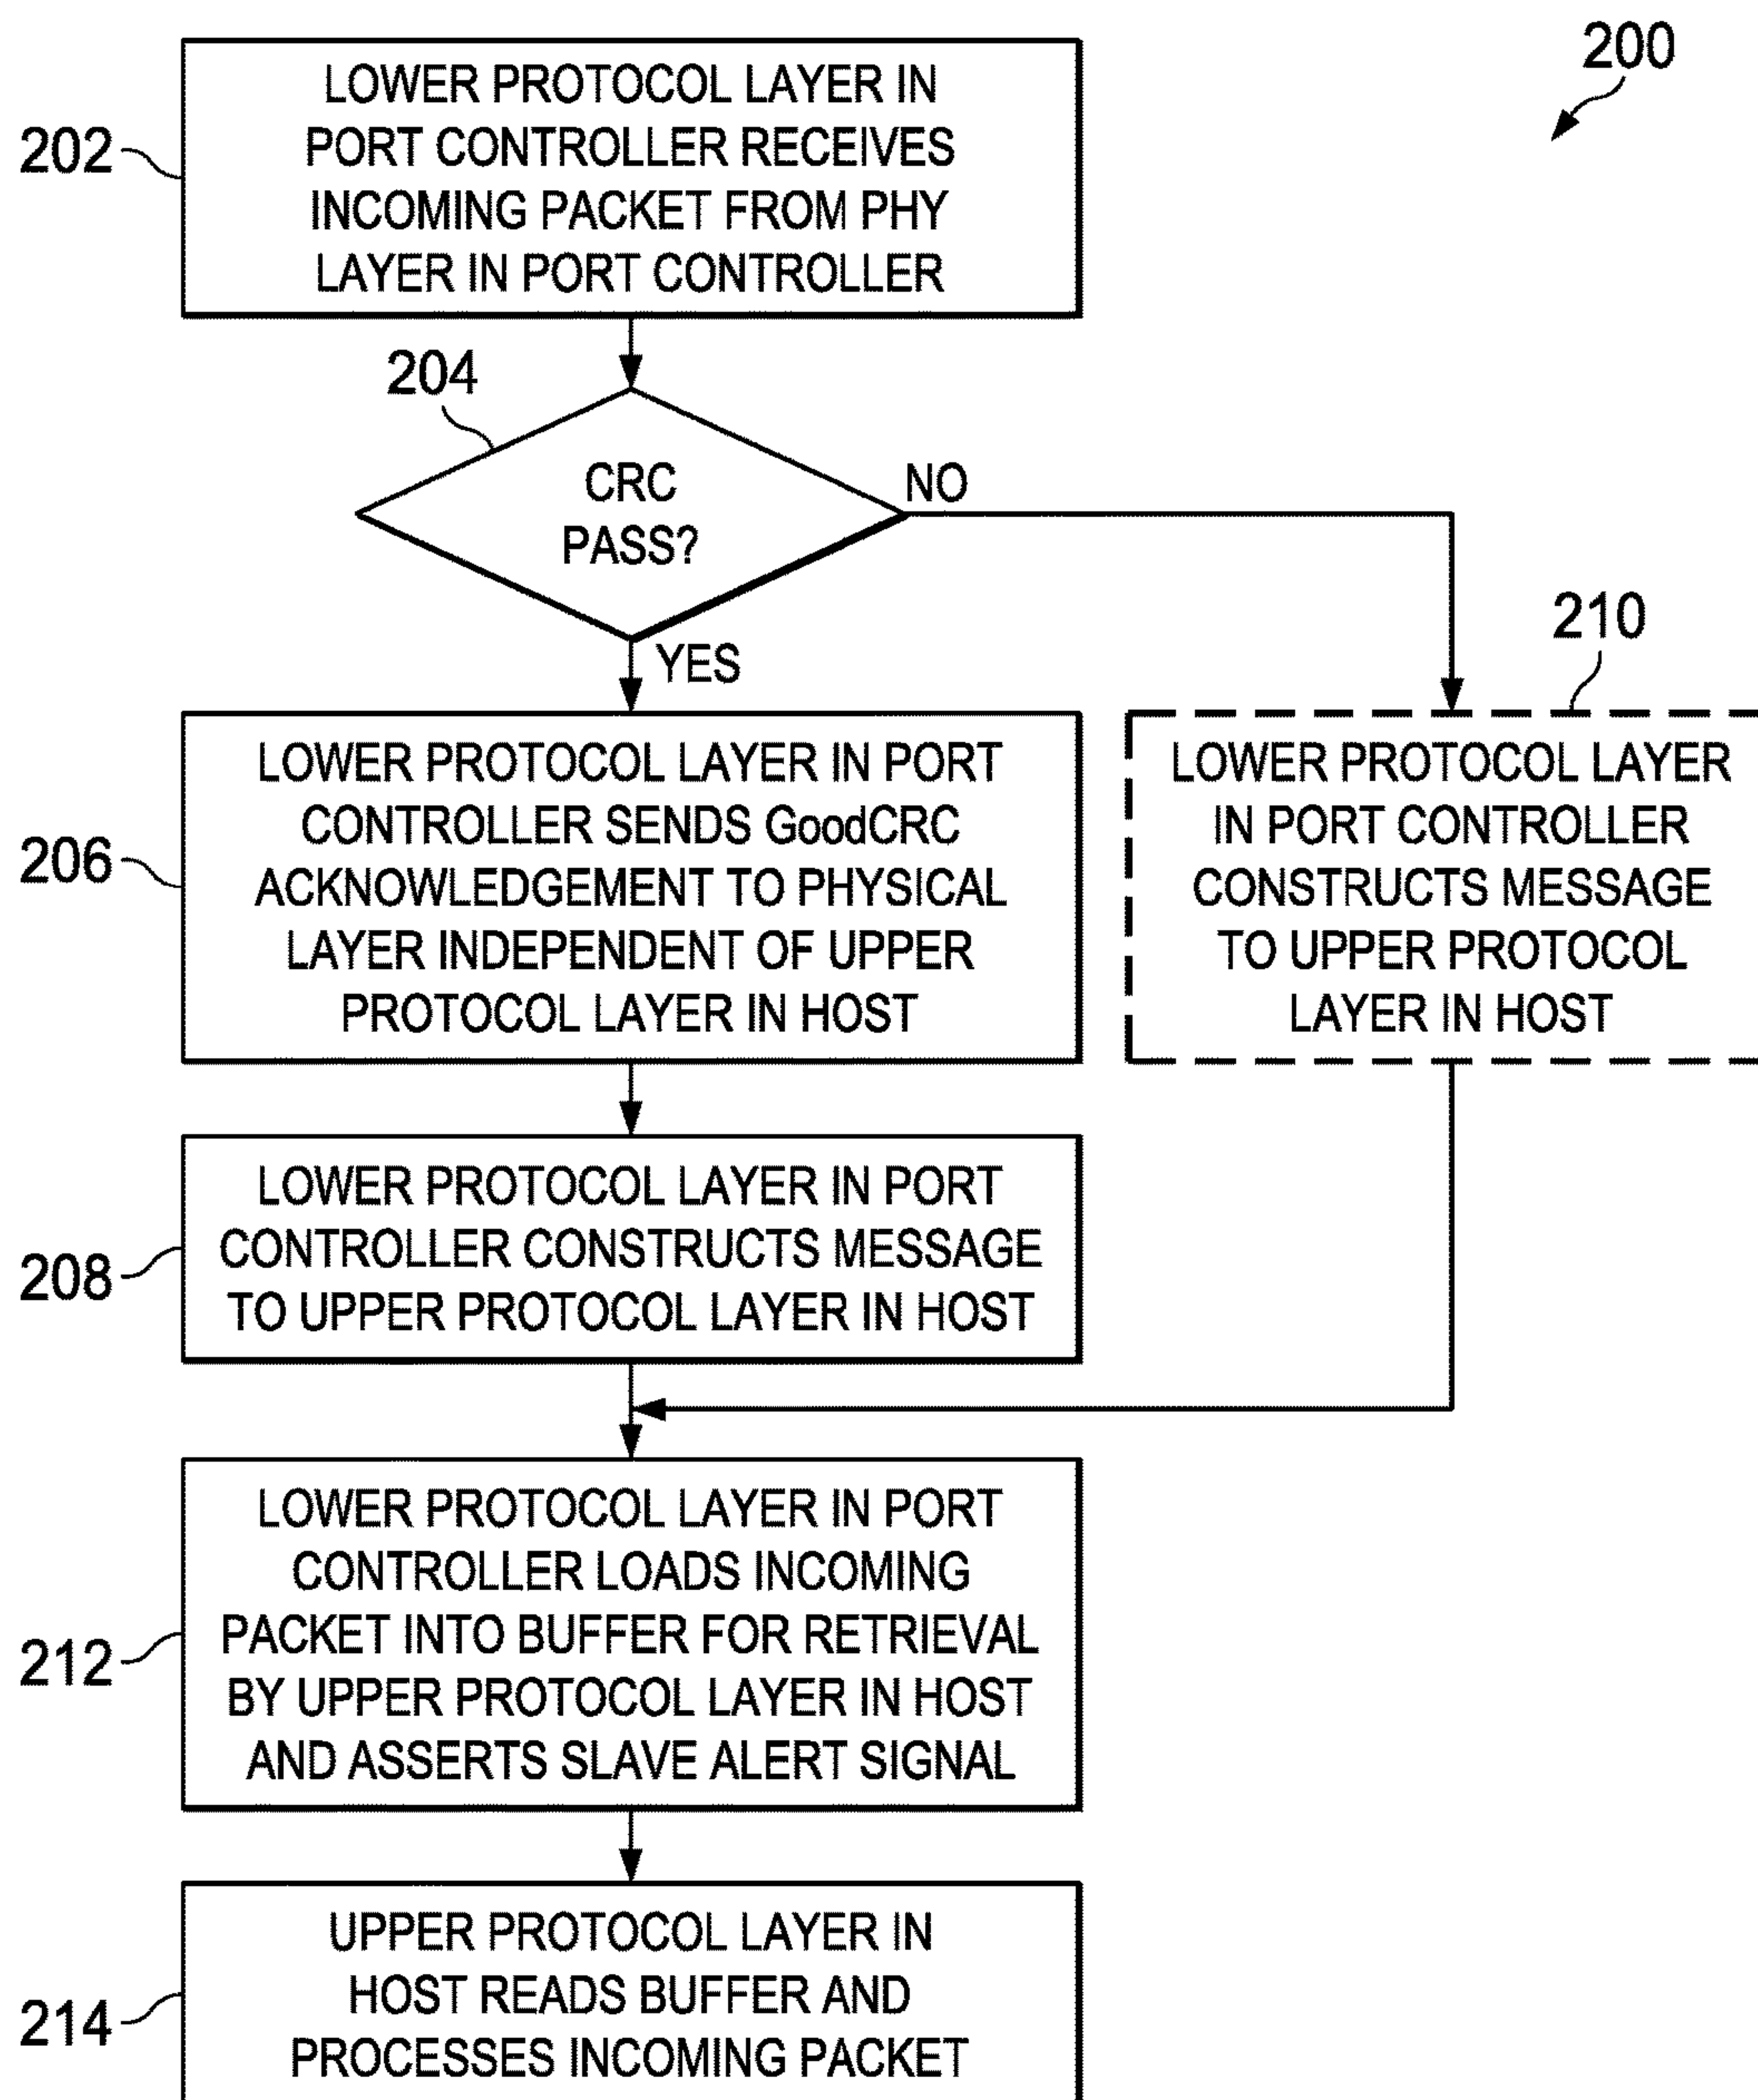 200
202
LOWER PROTOCOL LAYER IN
PORT CONTROLLER RECEIVES
INCOMING PACKET FROM PHY
LAYER IN PORT CONTROLLER
204
CRC
PASS?
NO
YES
206
LOWER PROTOCOL LAYER IN PORT
CONTROLLER SENDS GoodCRC
ACKNOWLEDGEMENT TO PHYSICAL
LAYER INDEPENDENT OF UPPER
PROTOCOL LAYER IN HOST
210
LOWER PROTOCOL LAYER
IN PORT CONTROLLER
CONSTRUCTS MESSAGE
TO UPPER PROTOCOL
LAYER IN HOST
208
LOWER PROTOCOL LAYER IN PORT
CONTROLLER CONSTRUCTS MESSAGE
TO UPPER PROTOCOL LAYER IN HOST
212
LOWER PROTOCOL LAYER IN PORT
CONTROLLER LOADS INCOMING
PACKET INTO BUFFER FOR RETRIEVAL
BY UPPER PROTOCOL LAYER IN HOST
AND ASSERTS SLAVE ALERT SIGNAL
214
UPPER PROTOCOL LAYER IN
HOST READS BUFFER AND
PROCESSES INCOMING PACKET